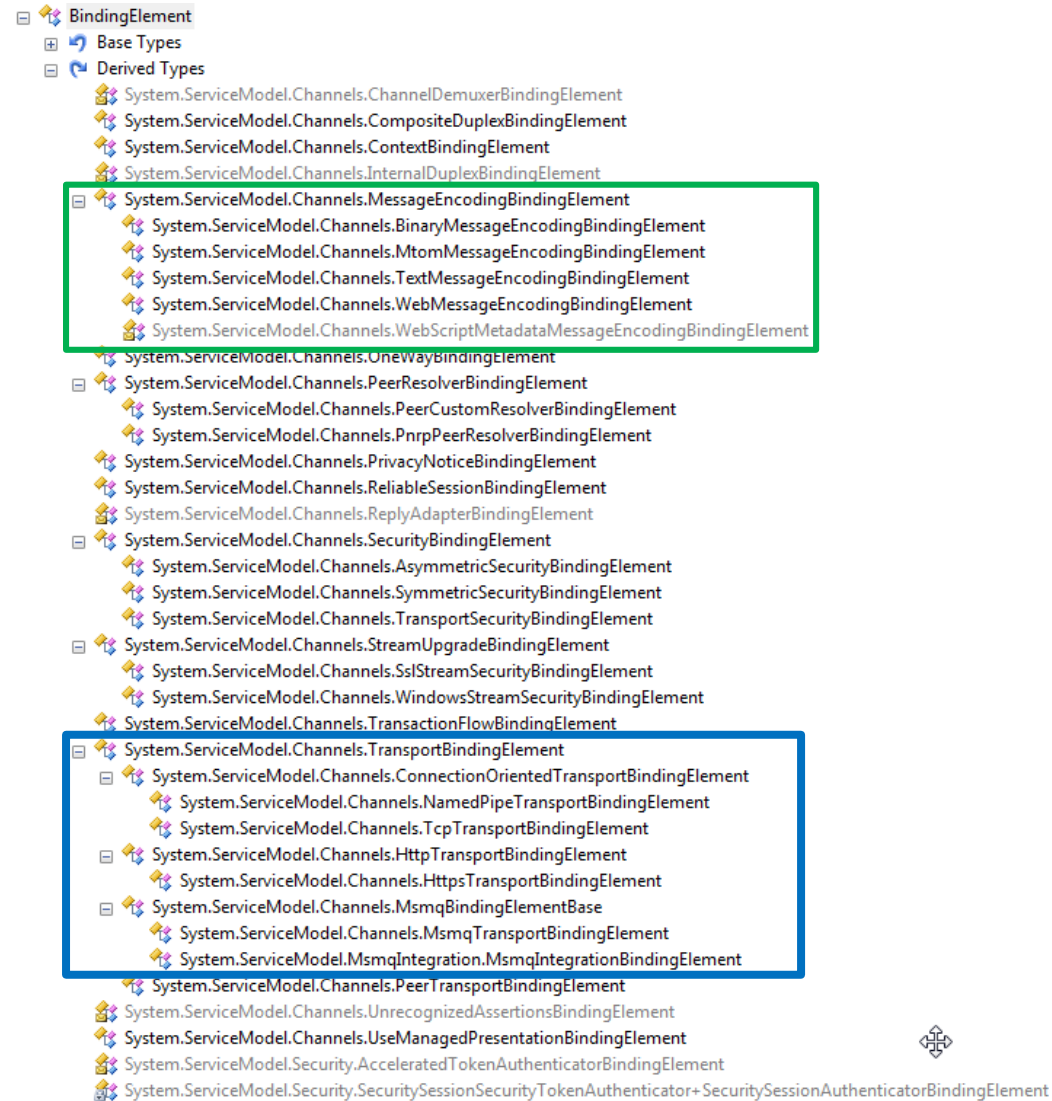 BindingElement
Base Types
Derived Types
System.ServiceModel.Channels.ChannelDemuxerBindingElement
System.ServiceModel.Channels.CompositeDuplexBindingElement
System.ServiceModel.Channels.ContextBindingElement
System.ServiceModel.Channels.InternalDuplexBindingElement
System.ServiceModel.Channels.MessageEncodingBindingElement
System.ServiceModel.Channels.BinaryMessageEncodingBindingElement
System.ServiceModel.Channels.MtomMessageEncodingBindingElement
System.ServiceModel.Channels.TextMessageEncodingBindingElement
System.ServiceModel.Channels.WebMessageEncodingBindingElement
System.ServiceModel.Channels.WebScriptMetadataMessageEncodingBindingElement
System.ServiceModel.Channels.OneWayBindingElement
System.ServiceModel.Channels.PeerResolverBindingElement
System.ServiceModel.Channels.PeerCustomResolverBindingElement
System.ServiceModel.Channels.PnrpPeerResolverBindingElement
System.ServiceModel.Channels.PrivacyNoticeBindingElement
System.ServiceModel.Channels.ReliableSessionBindingElement
System.ServiceModel.Channels.ReplyAdapterBindingElement
System.ServiceModel.Channels.SecurityBindingElement
System.ServiceModel.Channels.AsymmetricSecurityBindingElement
System.ServiceModel.Channels.SymmetricSecurityBindingElement
System.ServiceModel.Channels.TransportSecurityBindingElement
System.ServiceModel.Channels.StreamUpgradeBindingElement
System.ServiceModel.Channels.SslStreamSecurityBindingElement
System.ServiceModel.Channels.WindowsStreamSecurityBindingElement
System.ServiceModel.Channels.TransactionFlowBindingElement
System.ServiceModel.Channels.TransportBindingElement
System.ServiceModel.Channels.ConnectionOrientedTransportBindingElement
System.ServiceModel.Channels.NamedPipeTransportBindingElement
System.ServiceModel.Channels.TcpTransportBindingElement
System.ServiceModel.Channels.HttpTransportBindingElement
System.ServiceModel.Channels.HttpsTransportBindingElement
System.ServiceModel.Channels.MsmqBindingElementBase
System.ServiceModel.Channels.MsmqTransportBindingElement
System.ServiceModel.MsmqIntegration.MsmqIntegrationBindingElement
System.ServiceModel.Channels.PeerTransportBindingElement
System.ServiceModel.Channels.UnrecognizedAssertionsBindingElement
System.ServiceModel.Channels.UseManagedPresentationBindingElement
System.ServiceModel.Security.AcceleratedTokenAuthenticatorBindingElement
System.ServiceModel.Security.SecuritySessionSecurityTokenAuthenticator+SecuritySessionAuthenticatorBindingElement